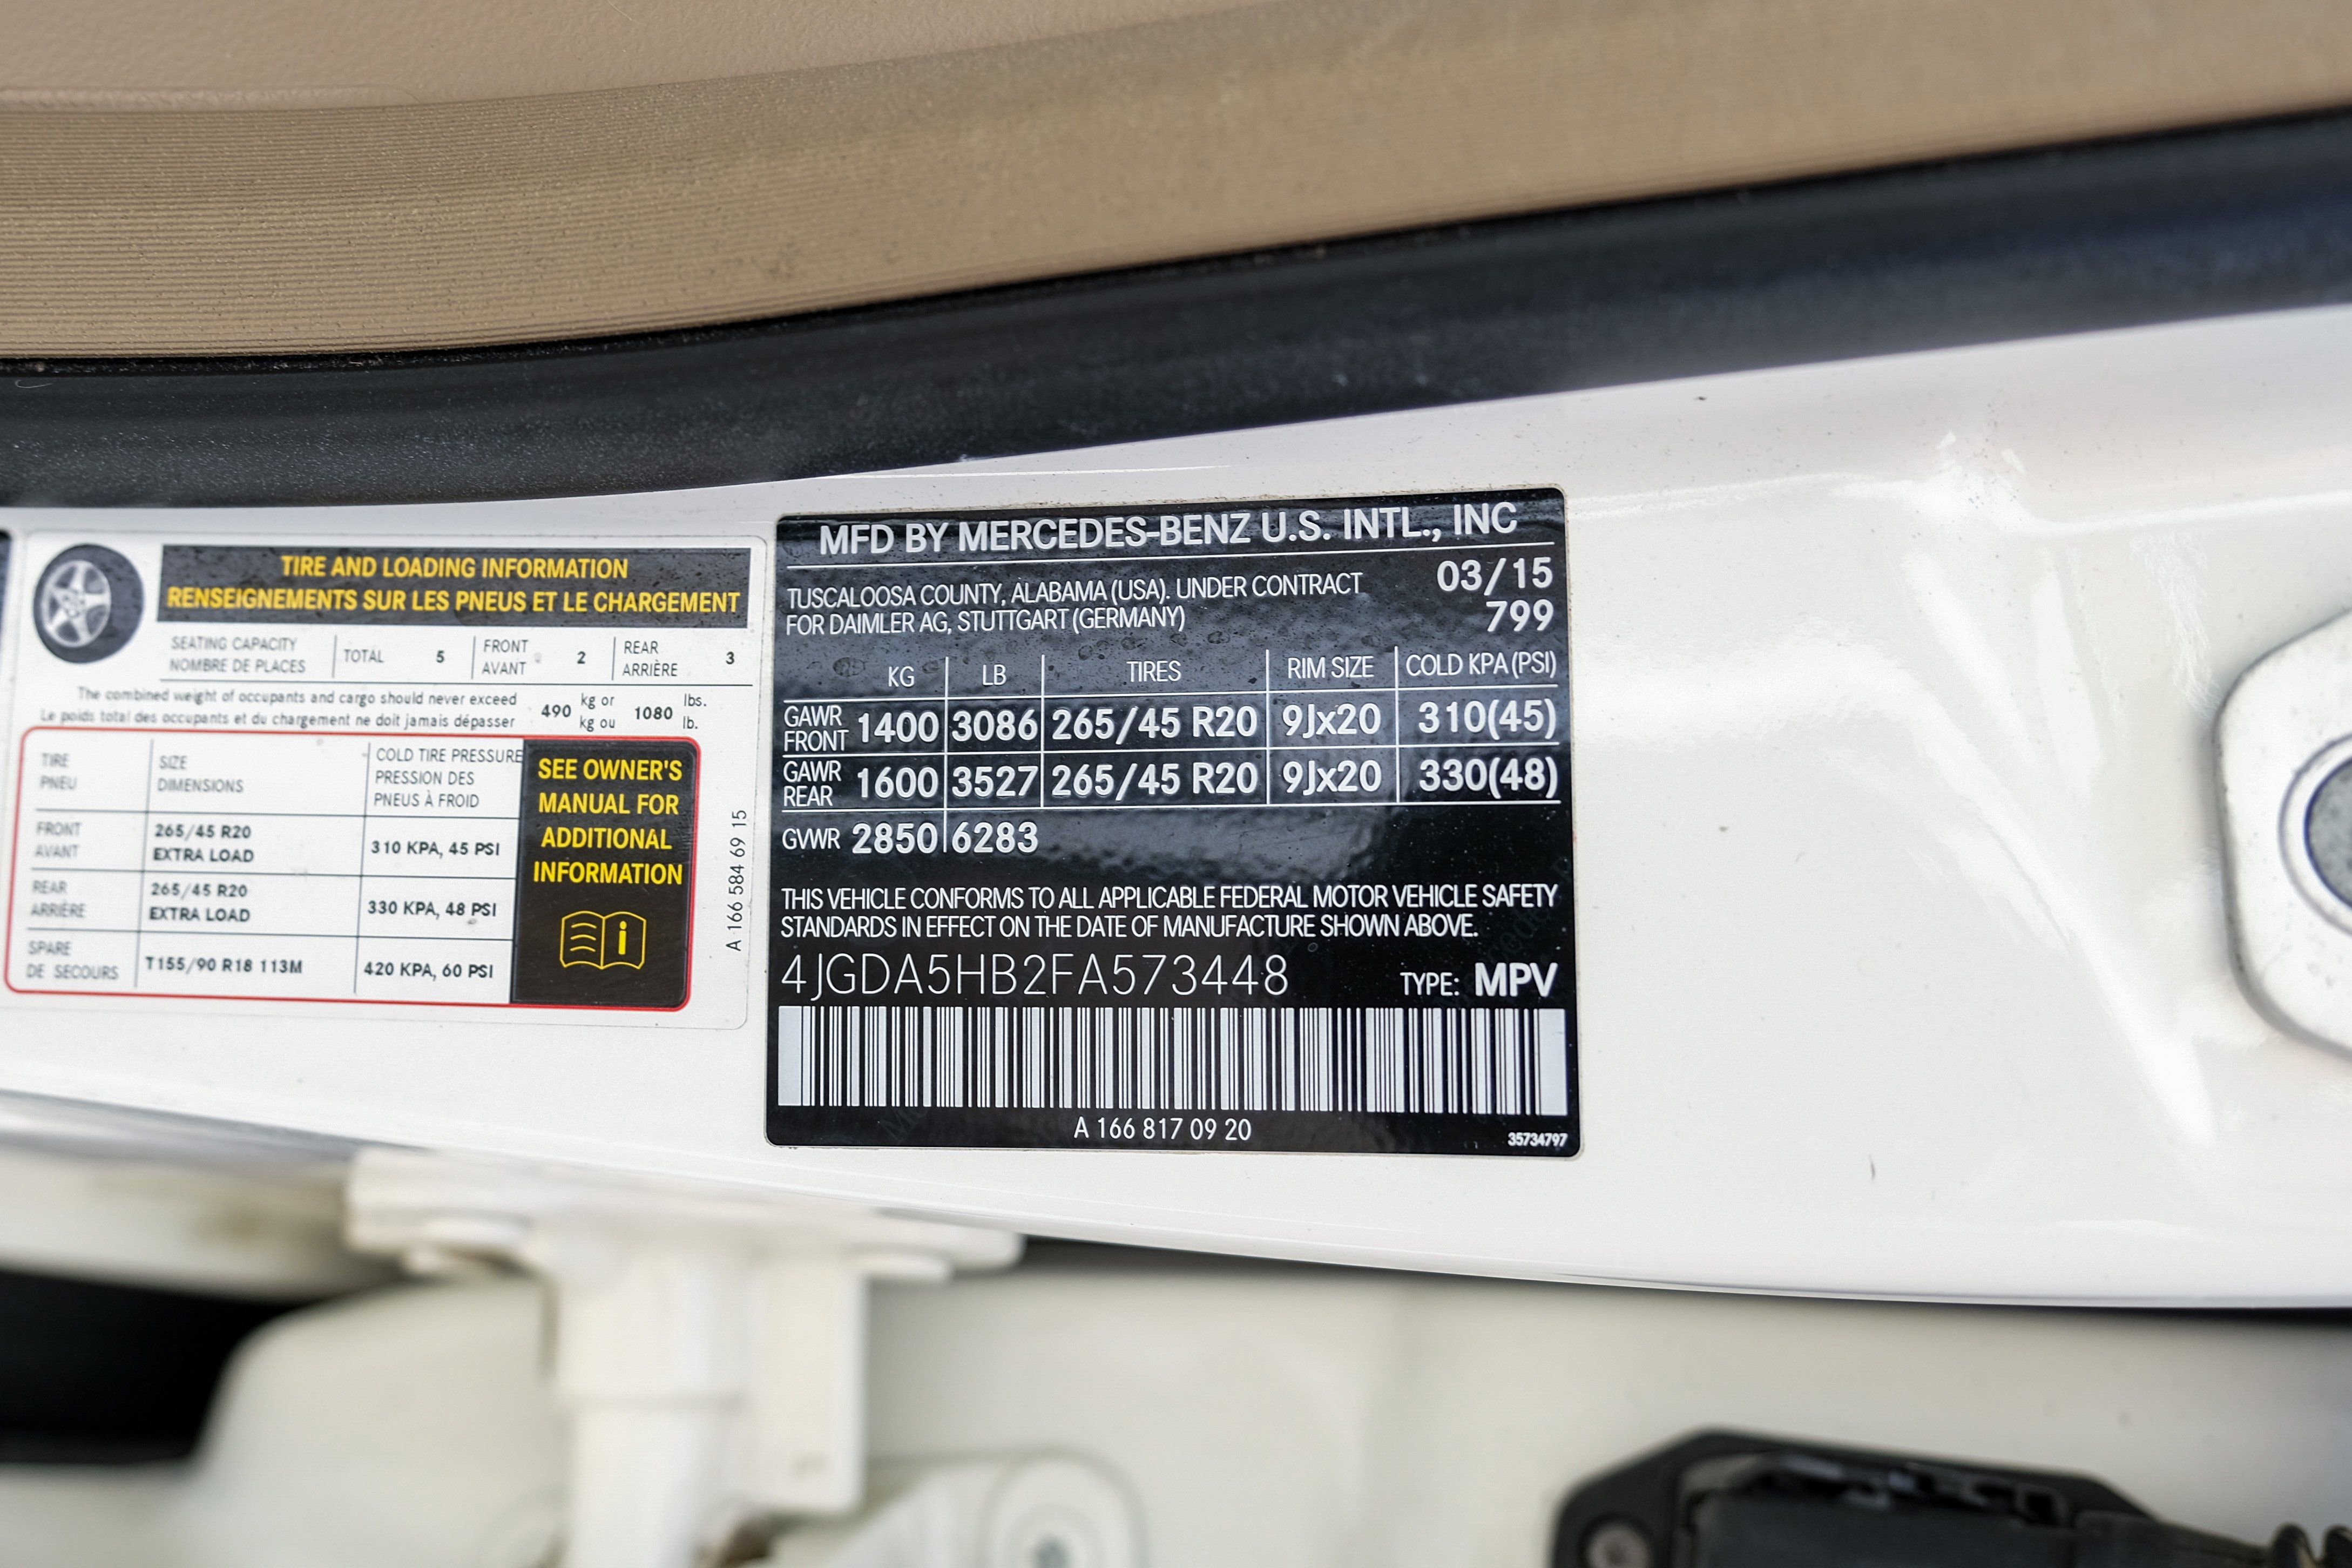 TIRE AND LOADING INFORMATION
RENSEIGNEMENTS SUR LES PNEUS ET LE CHARGEMENT
SEATING CAPACITY
NOMBRE DE PLACES
TOTAL 5
FRONT
AVANT
2
REAR
ARRIÈRE
3
The combined weight of occupants and cargo should never exceed
Le poids total des occupants et du chargement ne doit jamais dépasser
490
kg or
kg ou
1080
lbs.
lb.
TIRE
PNEU
SIZE
DIMENSIONS
COLD TIRE PRESSURE
PRESSION DES
PNEUS À FROID
FRONT
AVANT
265/45 R20
EXTRA LOAD
310 KPA, 45 PSI
REAR
ARRIÈRE
265/45 R20
EXTRA LOAD
330 KPA, 48 PSI
SPARE
DE SECOURS
T155/90 R18 113M
420 KPA, 60 PSI
SEE OWNER'S
MANUAL FOR
ADDITIONAL
INFORMATION
i
A 166 584 69 15
MFD BY MERCEDES-BENZ U.S. INTL., INC
TUSCALOOSA COUNTY, ALABAMA (USA). UNDER CONTRACT
FOR DAIMLER AG, STUTTGART (GERMANY)
03/15
799
KG LB TIRES RIM SIZE COLD KPA (PSI)
GAWR
FRONT
1400 3086 265/45 R20 9Jx20 310(45)
GAWR
REAR
1600 3527 265/45 R20 9Jx20 330(48)
GVWR 2850 6283
THIS VEHICLE CONFORMS TO ALL APPLICABLE FEDERAL MOTOR VEHICLE SAFETY
STANDARDS IN EFFECT ON THE DATE OF MANUFACTURE SHOWN ABOVE.
4JGDA5HB2FA573448 TYPE: MPV
A 166 817 09 20
35734797